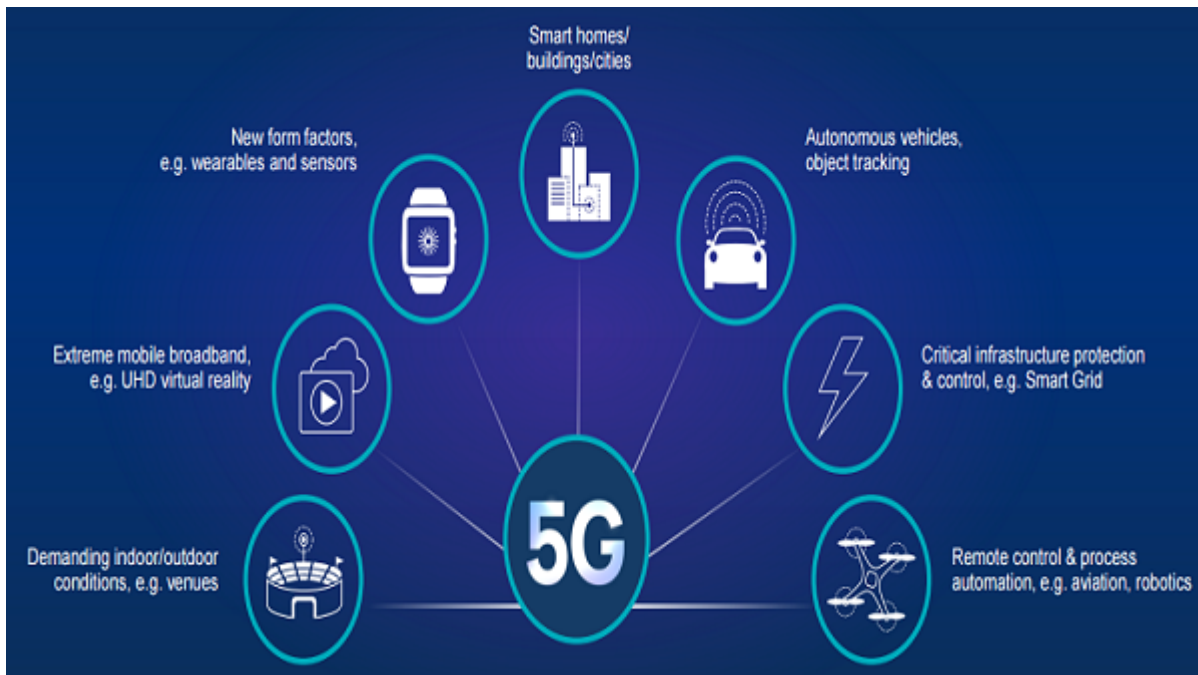 Smart homes/
buildings/cities
New form factors,
e.g. wearables and sensors
Autonomous vehicles,
object tracking
Extreme mobile broadband,
e.g. UHD virtual reality
Critical infrastructure protection
& control, e.g. Smart Grid
5G
Demanding indoor/outdoor
conditions, e.g. venues
Remote control & process
automation, e.g. aviation, robotics